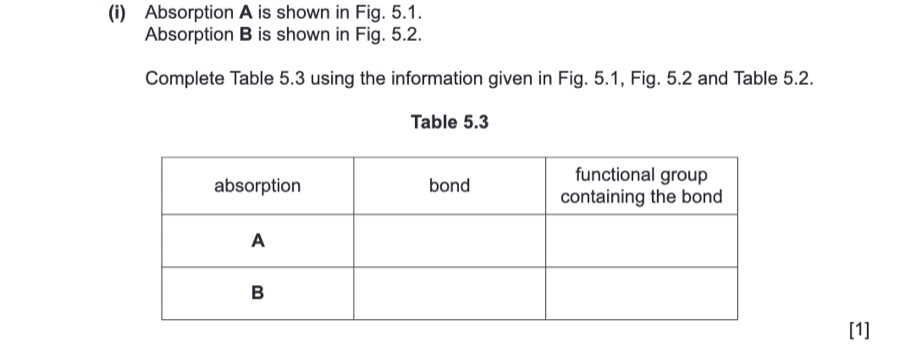 (i) Absorption A is shown in Fig. 5.1.
Absorption B is shown in Fig. 5.2.
Complete Table 5.3 using the information given in Fig. 5.1, Fig. 5.2 and Table 5.2.
Table 5.3
absorption bond functional group
containing the bond
A
B
[1]